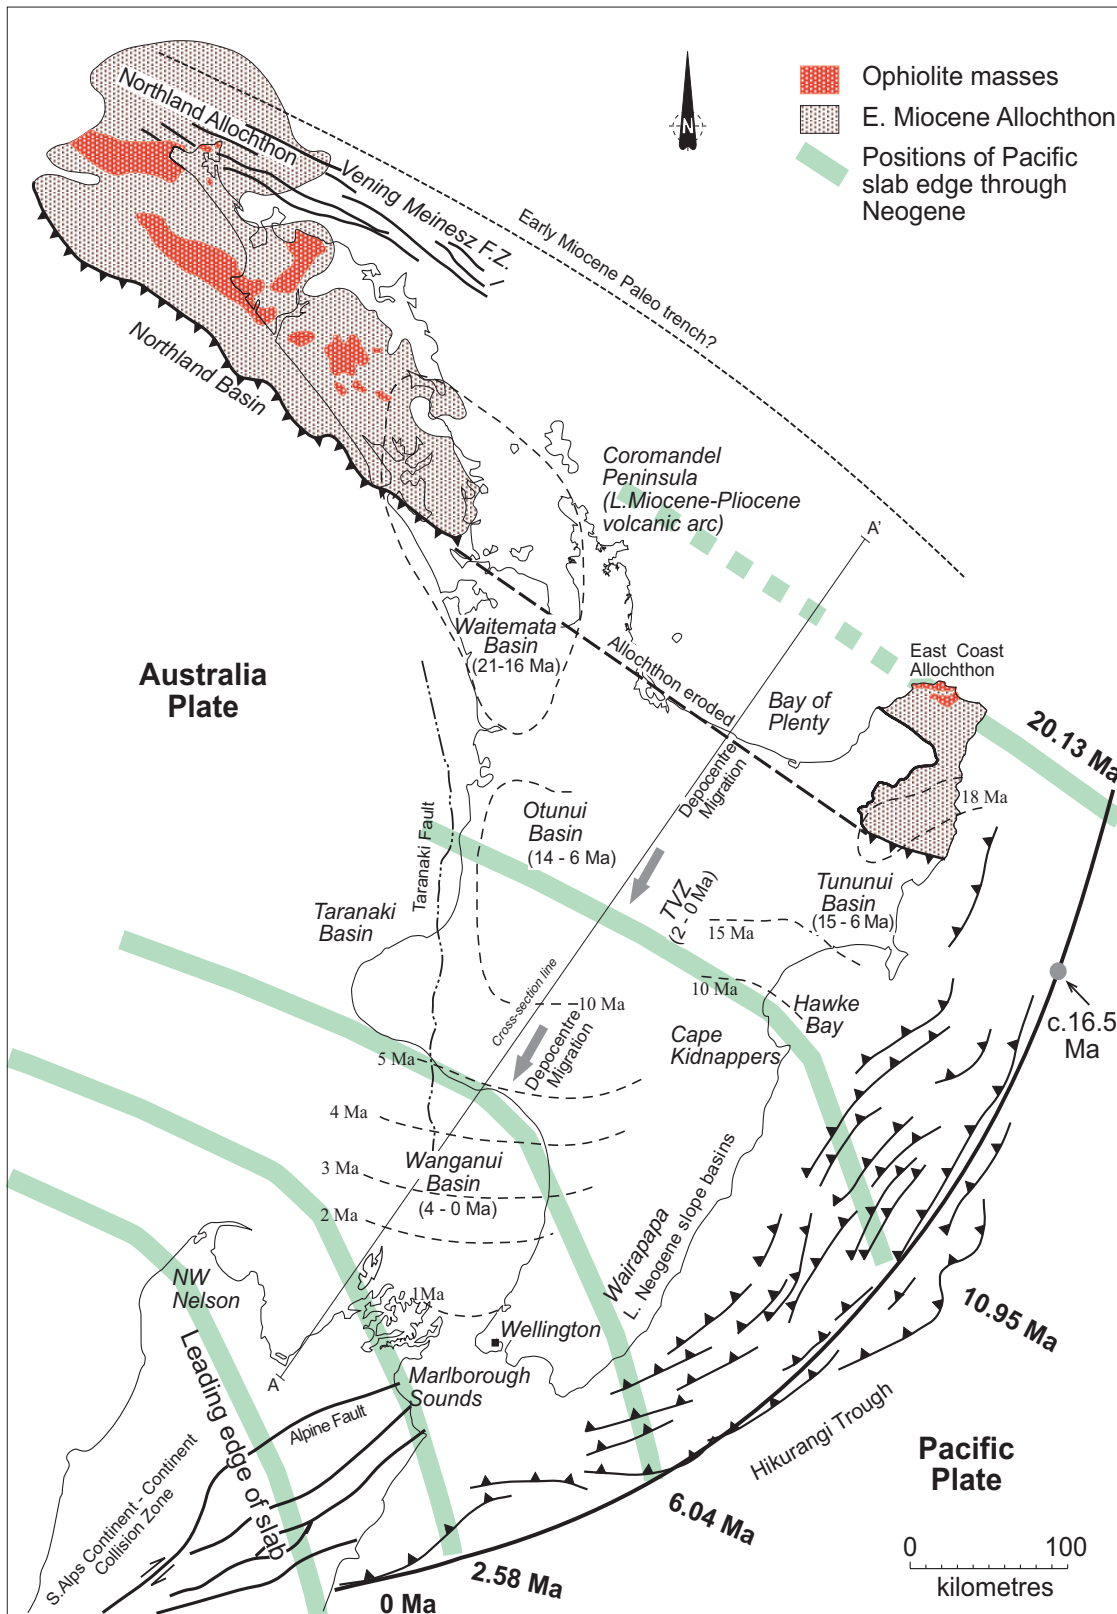 Ophiolite masses
E. Miocene Allochthon
Positions of Pacific
slab edge through
Neogene
N
Northland Allochthon
Vening Meinesz F.Z.
Early Miocene Paleo trench?
Northland Basin
Coromandel
Peninsula
(L.Miocene-Pliocene
volcanic arc)
A'
Waitemata
Basin
(21-16 Ma)
Allochthon eroded
East Coast
Allochthon
Australia
Plate
Bay of
Plenty
20.13 Ma
Depocentre
Migration
18 Ma
Otunui
Basin
(14 - 6 Ma)
Taranaki Fault
TVZ
(2 - 0 Ma)
Tununui
Basin
(15 - 6 Ma)
Taranaki
Basin
15 Ma
Cross-section line
10 Ma
10 Ma
Hawke
Bay
c.16.5
Ma
Cape
Kidnappers
Depocentre
Migration
5 Ma
4 Ma
3 Ma
2 Ma
1Ma
Wanganui
Basin
(4 - 0 Ma)
Wairapapa
L. Neogene slope basins
NW
Nelson
Wellington
10.95 Ma
Marlborough
Sounds
A
Alpine Fault
Leading edge of slab
S.Alps Continent - Continent
Collision Zone
Hikurangi Trough
Pacific
Plate
6.04 Ma
2.58 Ma
0 Ma
0 100
kilometres